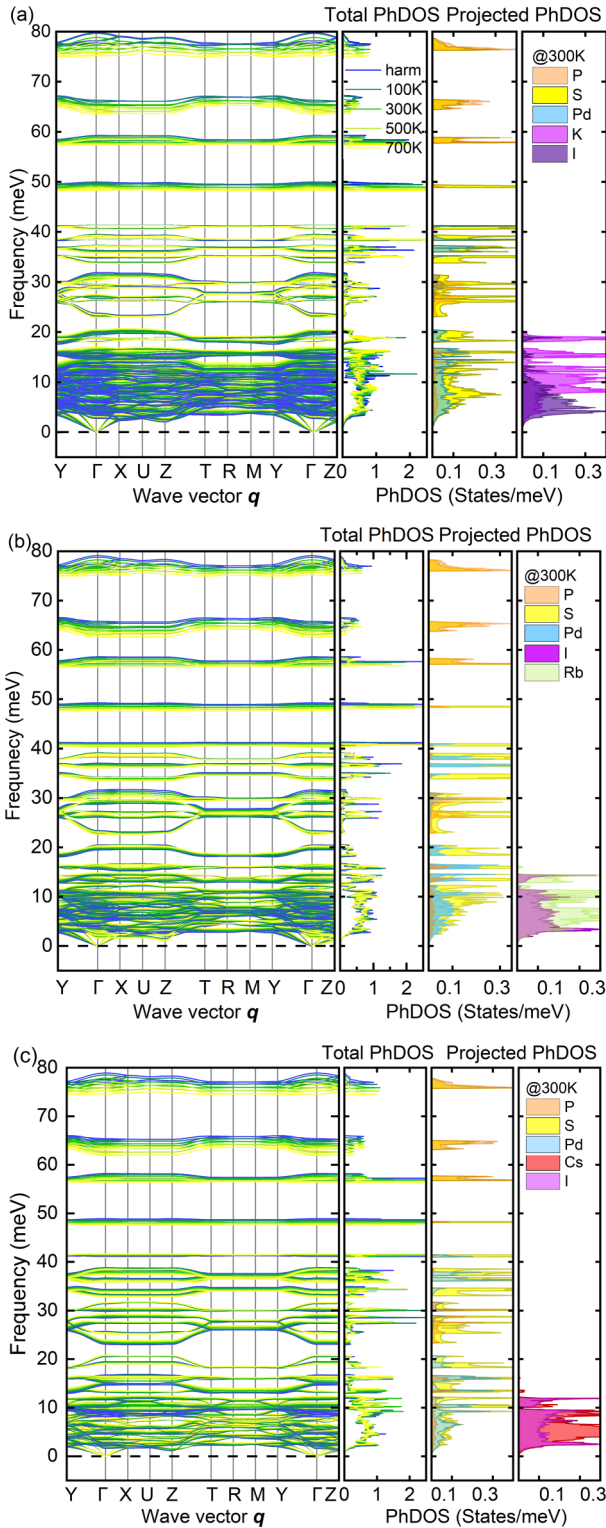 (a)
Total PhDOS Projected PhDOS
80
70
60
50
40
30
20
10
0
Frequency (meV)
harm
100K
300K
500K
700K
@300K
P
S
Pd
K
I
Y Γ X U Z T R M Y Γ Z 0 1 2 0.1 0.3 0.1 0.3
Wave vector q
PhDOS (States/meV)
(b)
Total PhDOS Projected PhDOS
80
70
60
50
40
30
20
10
0
Frequnecy (meV)
@300K
P
S
Pd
I
Rb
Y Γ X U Z T R M Y Γ Z 0 1 2 0.1 0.3 0.1 0.3
Wave vector q
PhDOS (States/meV)
(c)
Total PhDOS Projected PhDOS
80
70
60
50
40
30
20
10
0
Frequency (meV)
@300K
P
S
Pd
Cs
I
Y Γ X U Z T R M Y Γ Z 0 1 2 0.1 0.3 0.1 0.3
Wave vector q
PhDOS (States/meV)